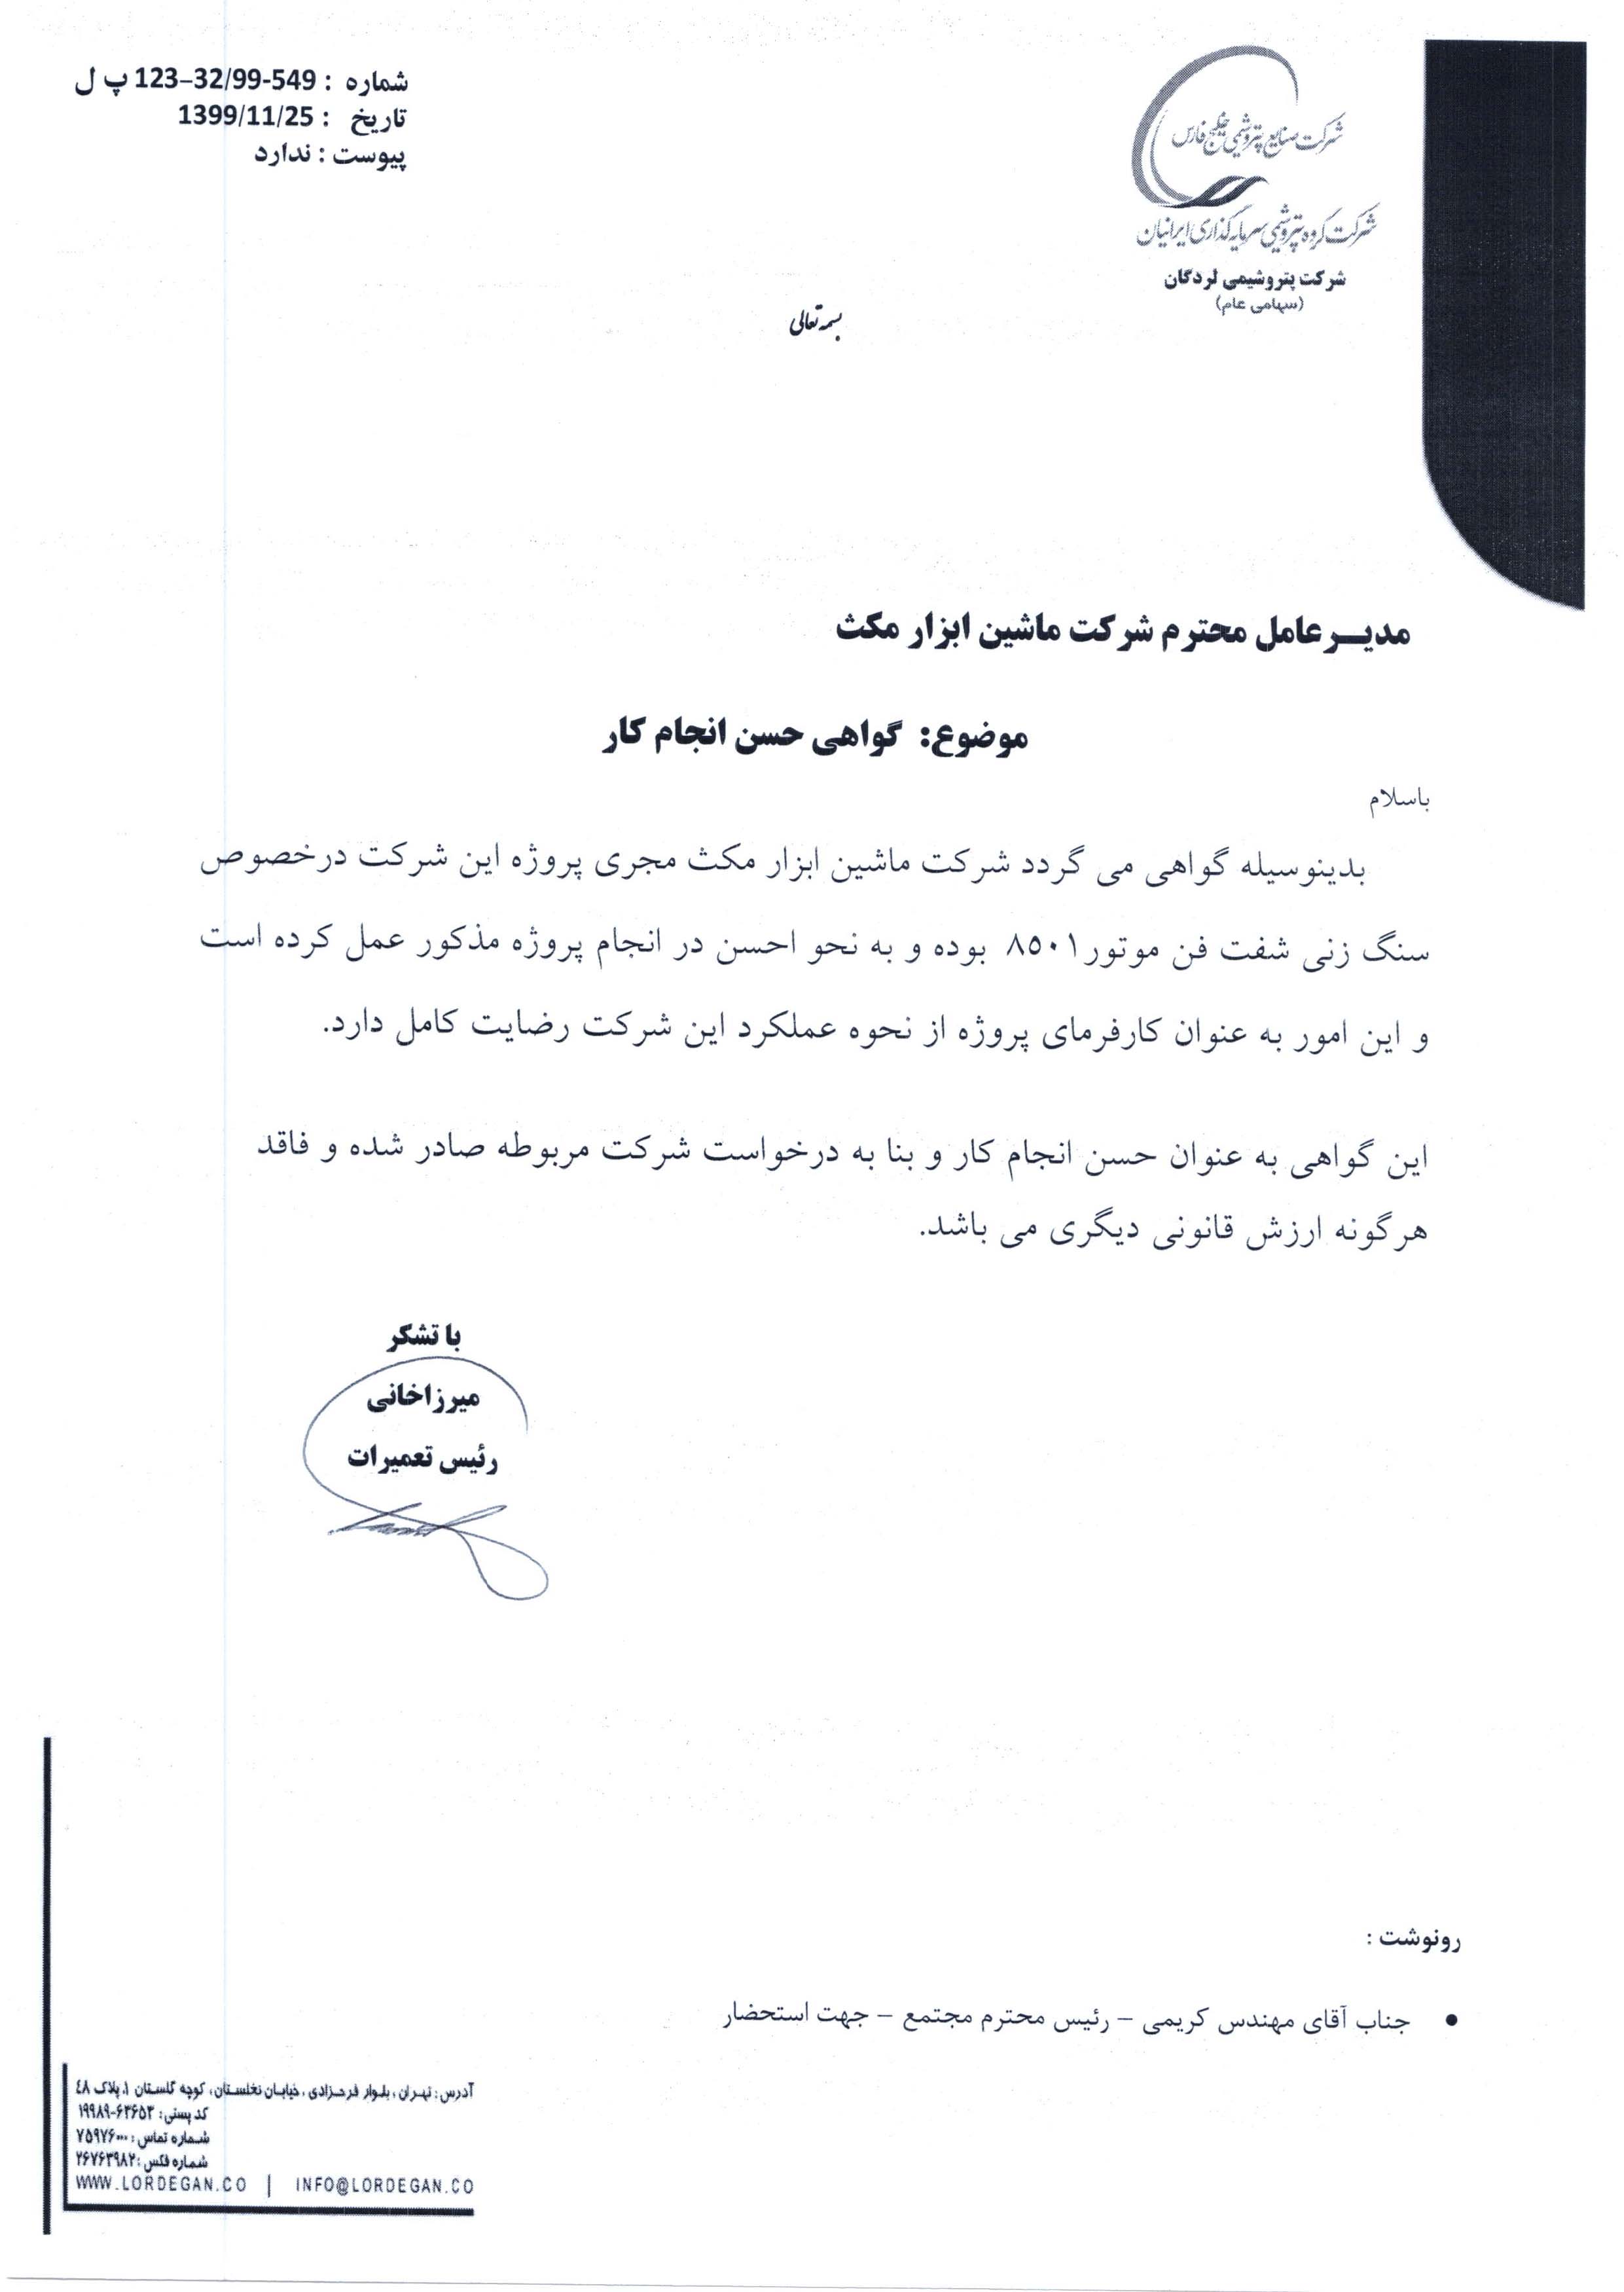 شماره : 549-32/99–123 پ ل
تاریخ : 1399/11/25
پیوست : ندارد
شرکت صنایع پتروشیمی خلیج فارس
شرکت گروه پتروشیمی سرمایه گذاری ایرانیان
شرکت پتروشیمی لردگان
(سهامی عام)
بسمه تعالی
مدیــر عامل محترم شرکت ماشین ابزار مکث
موضوع: گواهی حسن انجام کار
باسلام
بدینوسیله گواهی می گردد شرکت ماشین ابزار مکث مجری پروژه این شرکت درخصوص
سنگ زنی شفت فن موتور۸۵۰۱ بوده و به نحو احسن در انجام پروژه مذکور عمل کرده است
و این امور به عنوان کارفرمای پروژه از نحوه عملکرد این شرکت رضایت کامل دارد.
این گواهی به عنوان حسن انجام کار و بنا به درخواست شرکت مربوطه صادر شده و فاقد
هرگونه ارزش قانونی دیگری می باشد.
با تشکر
میرزاخانی
رئیس تعمیرات
رونوشت :
• جناب آقای مهندس کریمی – رئیس محترم مجتمع – جهت استحضار
آدرس: تهران، بلوار فرحزادی، خیابان نخلستان، کوچه گلستان ۱، پلاک ٤٨
کد پستی: ۶۳۶۵۳-۱۹۹۸۹
شماره تماس: ۷۵۹۷۶۰۰۰
شماره فکس: ۲۶۷۶۳۹۸۲
WWW.LORDEGAN.CO | INFO@LORDEGAN.CO